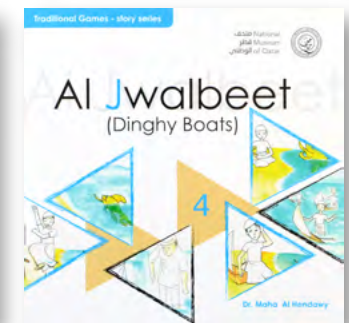 Traditional Games - story series
متحف National
قطر Museum
الوطني of Qatar
Al Jwalbeet
(Dinghy Boats)
4
Dr. Maha Al Hendawy